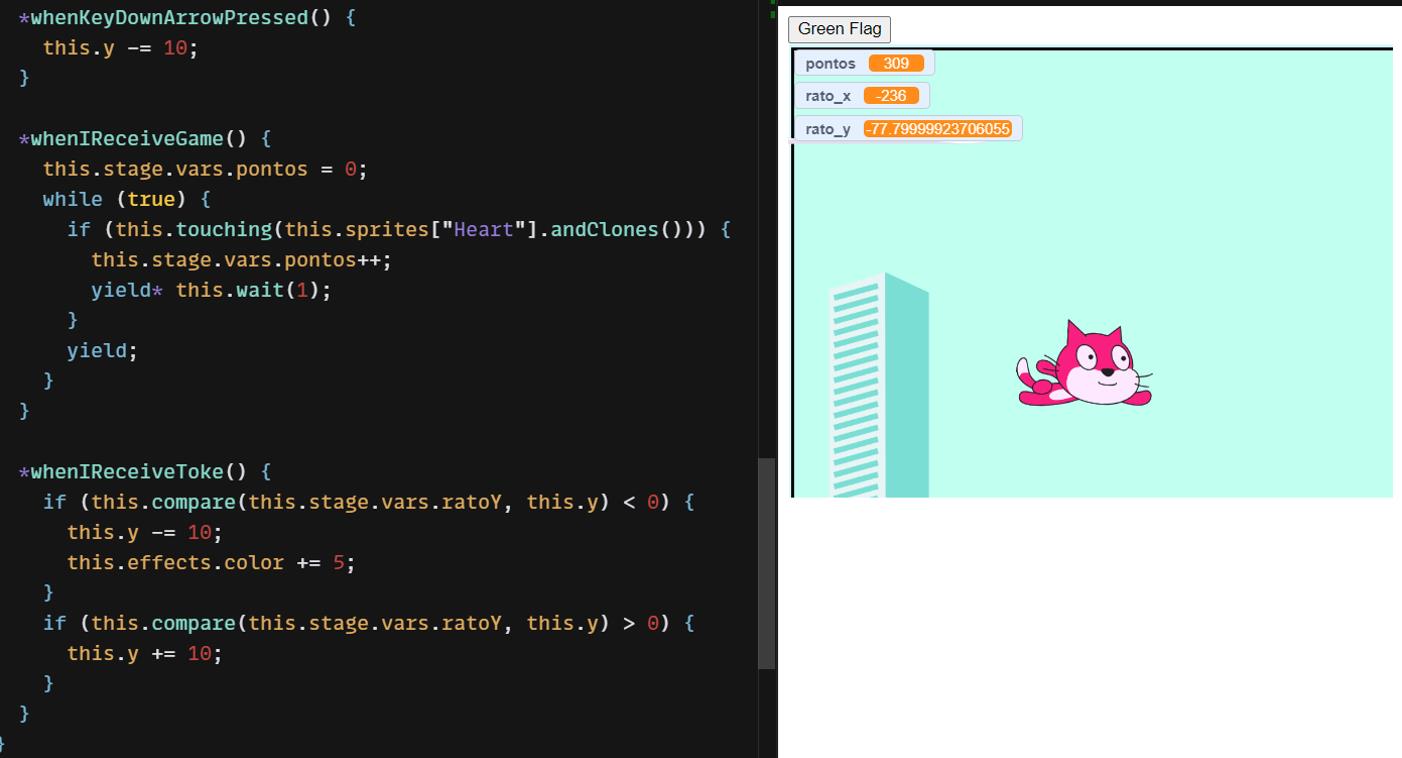 *whenKeyDownArrowPressed() {
this.y -= 10;
}
*whenIReceiveGame() {
this.stage.vars.pontos = 0;
while (true) {
if (this.touching(this.sprites["Heart"].andClones())) {
this.stage.vars.pontos++;
yield* this.wait(1);
}
yield;
}
}
*whenIReceiveToke() {
if (this.compare(this.stage.vars.ratoY, this.y) < 0) {
this.y -= 10;
this.effects.color += 5;
}
if (this.compare(this.stage.vars.ratoY, this.y) > 0) {
this.y += 10;
}
}
}
Green Flag
pontos 309
rato_x -236
rato_y -77.79999923706055